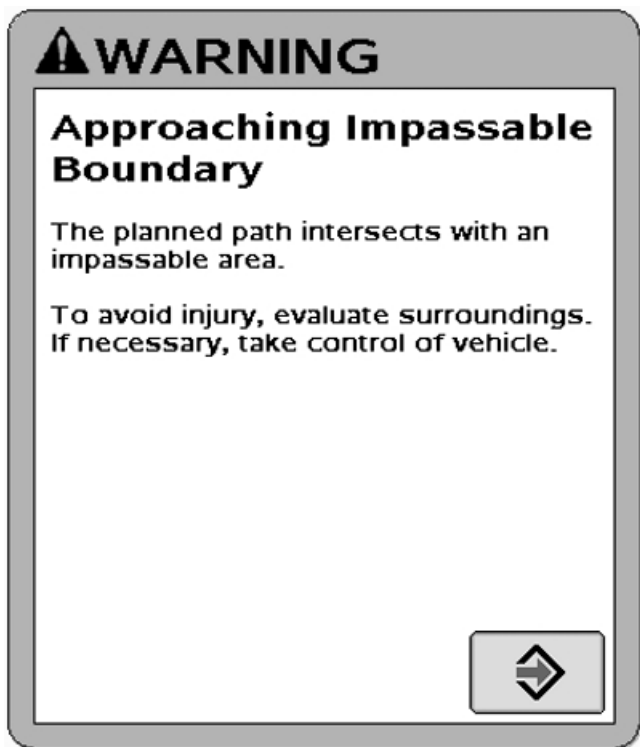 WARNING
Approaching Impassable
Boundary
The planned path intersects with an
impassable area.
To avoid injury, evaluate surroundings.
If necessary, take control of vehicle.